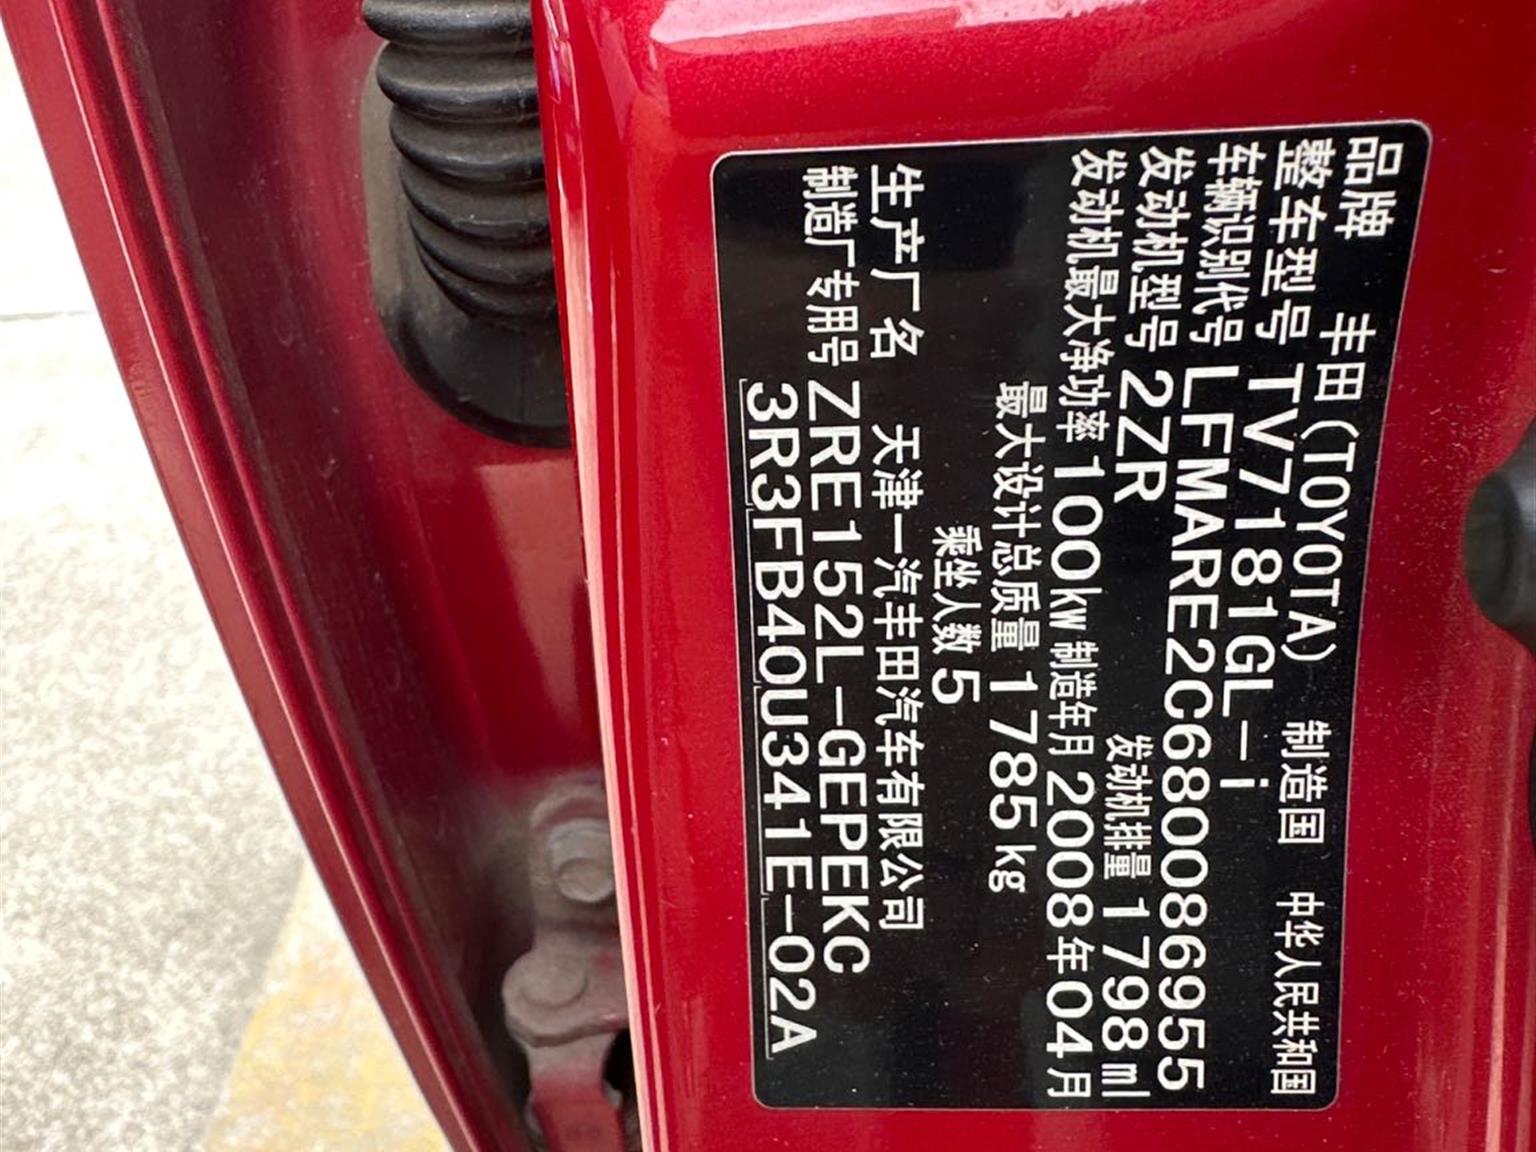 品牌 丰田(TOYOTA) 制造国 中华人民共和国
整车型号 TV7181GL-i
车辆识别代号 LFMARE2C680086955
发动机型号 2ZR 发动机排量 1798ml
发动机最大净功率 100kw 制造年月 2008年04月
最大设计总质量 1785kg
乘坐人数 5
生产厂名 天津一汽丰田汽车有限公司
制造厂专用号 ZRE152L-GEPEKC
3R3FB40U341E-02A